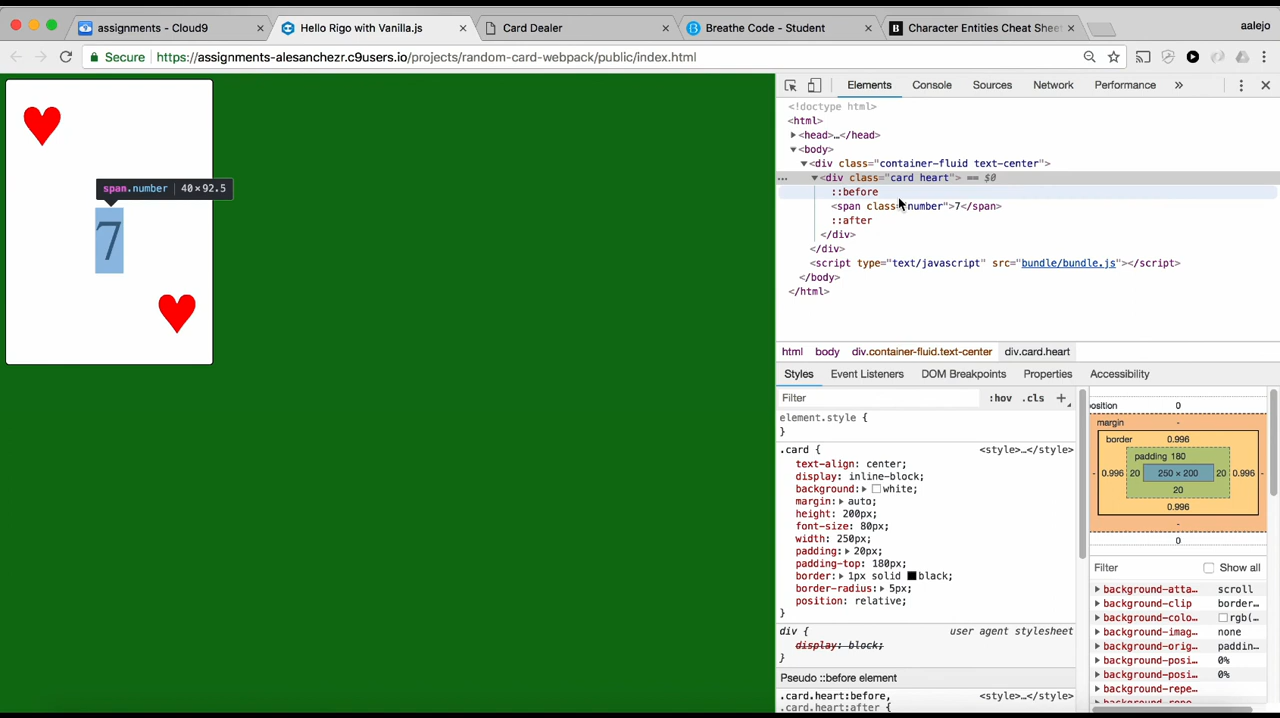 assignments - Cloud9
Hello Rigo with Vanilla.js
Card Dealer
Breathe Code - Student
Character Entities Cheat Sheet
aalejo
Secure
https://assignments-alesanchezr.c9users.io/projects/random-card-webpack/public/index.html
♥
span.number 40×92.5
7
♥
Elements Console Sources Network Performance »
<!doctype html>
<html>
▶<head>…</head>
▼<body>
▼<div class="container-fluid text-center">
… ▼<div class="card heart"> == $0
::before
<span class="number">7</span>
::after
</div>
</div>
<script type="text/javascript" src="bundle/bundle.js"></script>
</body>
</html>
html body div.container-fluid.text-center div.card.heart
Styles Event Listeners DOM Breakpoints Properties Accessibility
Filter :hov .cls +
element.style {
}
.card { <style>…</style>
text-align: center;
display: inline-block;
background:▶ white;
margin:▶ auto;
height: 200px;
font-size: 80px;
width: 250px;
padding:▶ 20px;
padding-top: 180px;
border:▶ 1px solid black;
border-radius:▶ 5px;
position: relative;
}
div { user agent stylesheet
display: block;
}
Pseudo ::before element
.card.heart:before, <style>…</style>
.card.heart:after {
osition 0
margin -
border 0.996
padding 180
- 0.996 20 250 × 200 20 0.996 -
20
0.996
-
0
Filter Show all
▶background-atta… scroll
▶background-clip border…
▶background-colo… rgb(…
▶background-imag… none
▶background-orig… paddin…
▶background-posi… 0%
▶background-posi… 0%
▶background-repe…